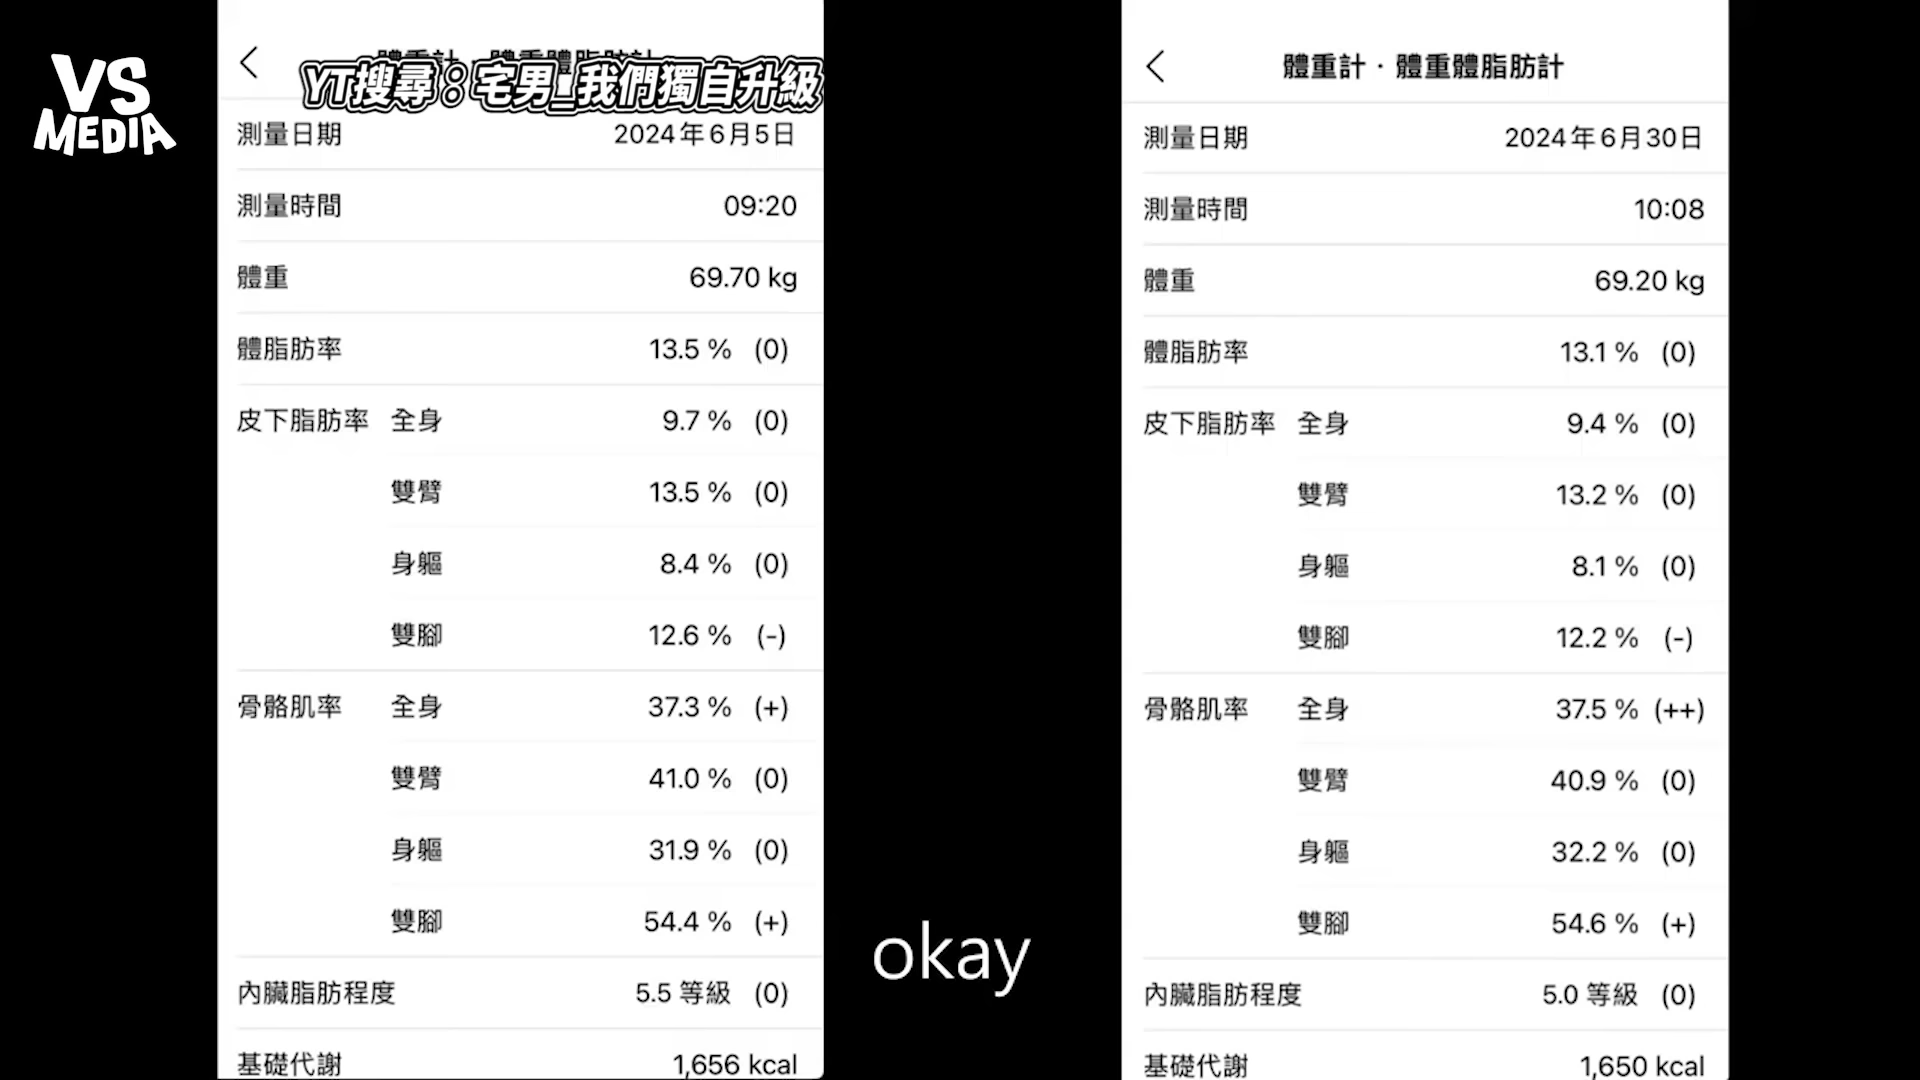 VS
MEDIA
YT搜尋：宅男_我們獨自升級
測量日期 2024年6月5日
測量時間 09:20
體重 69.70 kg
體脂肪率 13.5 % (0)
皮下脂肪率 全身 9.7 % (0)
雙臂 13.5 % (0)
身軀 8.4 % (0)
雙腳 12.6 % (-)
骨骼肌率 全身 37.3 % (+)
雙臂 41.0 % (0)
身軀 31.9 % (0)
雙腳 54.4 % (+)
內臟脂肪程度 5.5 等級 (0)
基礎代謝 1,656 kcal
okay
體重計・體重體脂肪計
測量日期 2024年6月30日
測量時間 10:08
體重 69.20 kg
體脂肪率 13.1 % (0)
皮下脂肪率 全身 9.4 % (0)
雙臂 13.2 % (0)
身軀 8.1 % (0)
雙腳 12.2 % (-)
骨骼肌率 全身 37.5 % (++)
雙臂 40.9 % (0)
身軀 32.2 % (0)
雙腳 54.6 % (+)
內臟脂肪程度 5.0 等級 (0)
基礎代謝 1,650 kcal